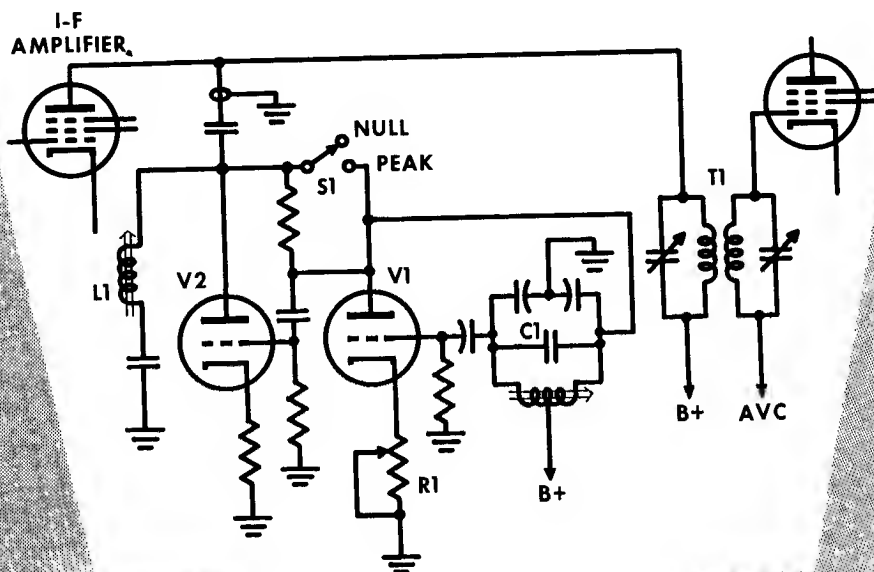 I-F
AMPLIFIER
NULL
PEAK
S1
T1
L1
V2
V1
C1
B+
AVC
R1
B+